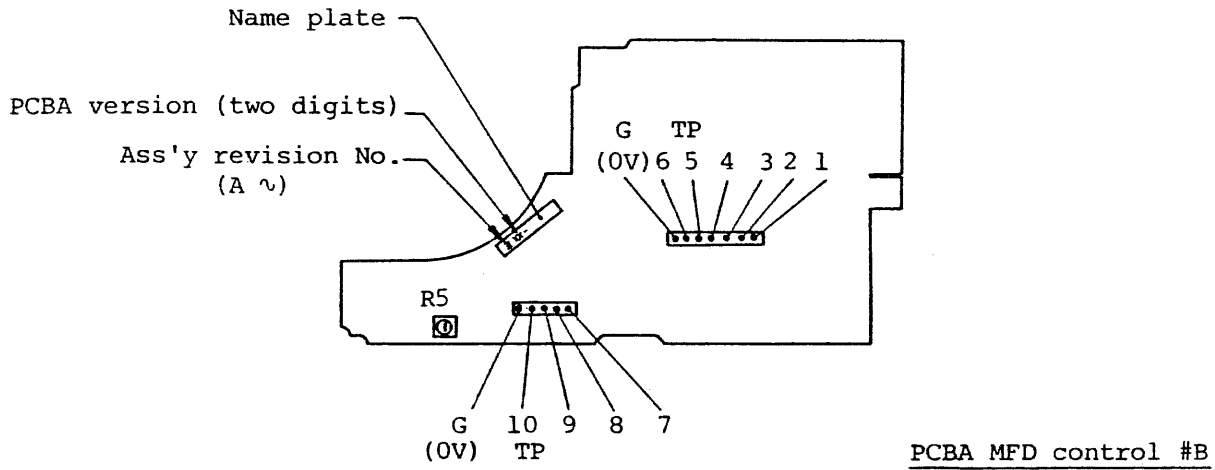 Name plate
PCBA version (two digits)
Ass'y revision No.
(A ∿)
G TP
(0V) 6 5 4 3 2 1
R5
G 10 9 8 7
(0V) TP
PCBA MFD control #B